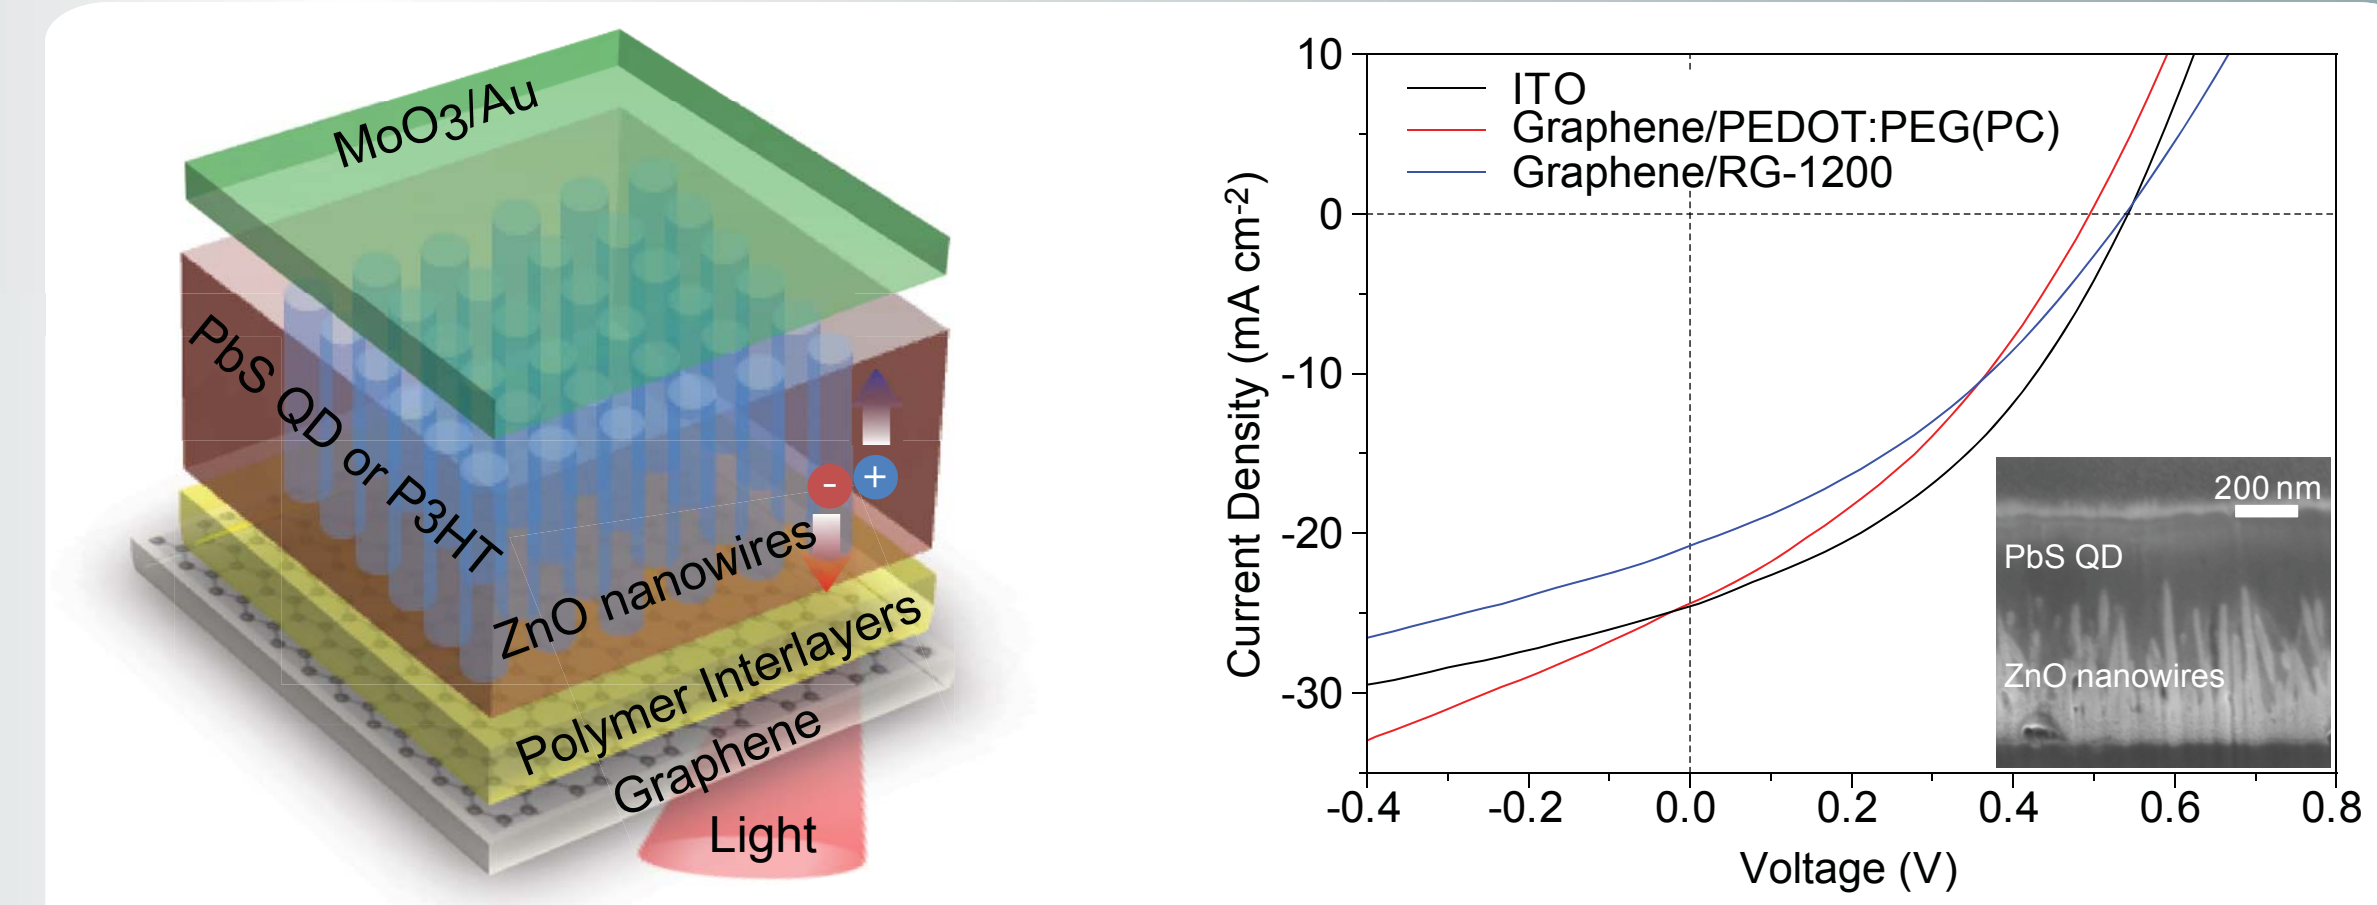 MoO3/Au
PbS QD or P3HT
-
+
ZnO nanowires
Polymer Interlayers
Graphene
Light
10
0
-10
-20
-30
Current Density (mA cm-2)
ITO
Graphene/PEDOT:PEG(PC)
Graphene/RG-1200
200 nm
PbS QD
ZnO nanowires
-0.4
-0.2
0.0
0.2
0.4
0.6
0.8
Voltage (V)